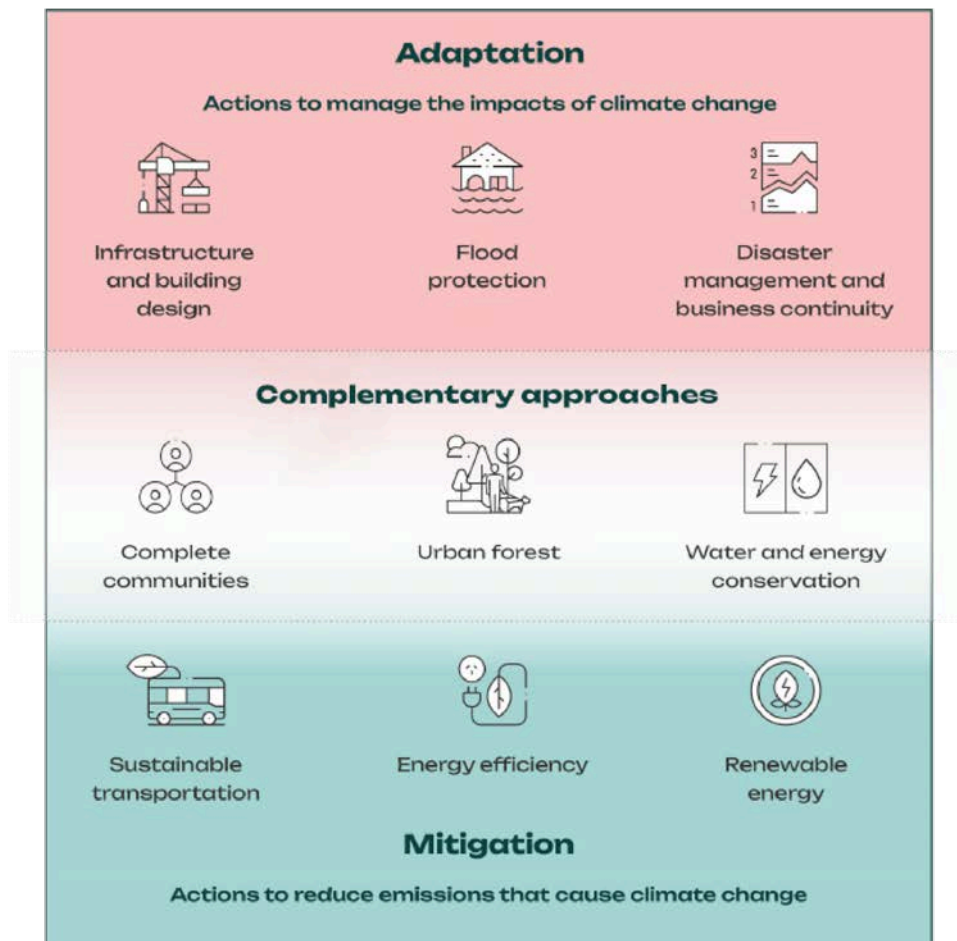 Adaptation
Actions to manage the impacts of climate change
3
2
1
Infrastructure
and building
design
Flood
protection
Disaster
management and
business continuity
Complementary approaches
Complete
communities
Urban forest
Water and energy
conservation
Sustainable
transportation
Energy efficiency
Renewable
energy
Mitigation
Actions to reduce emissions that cause climate change